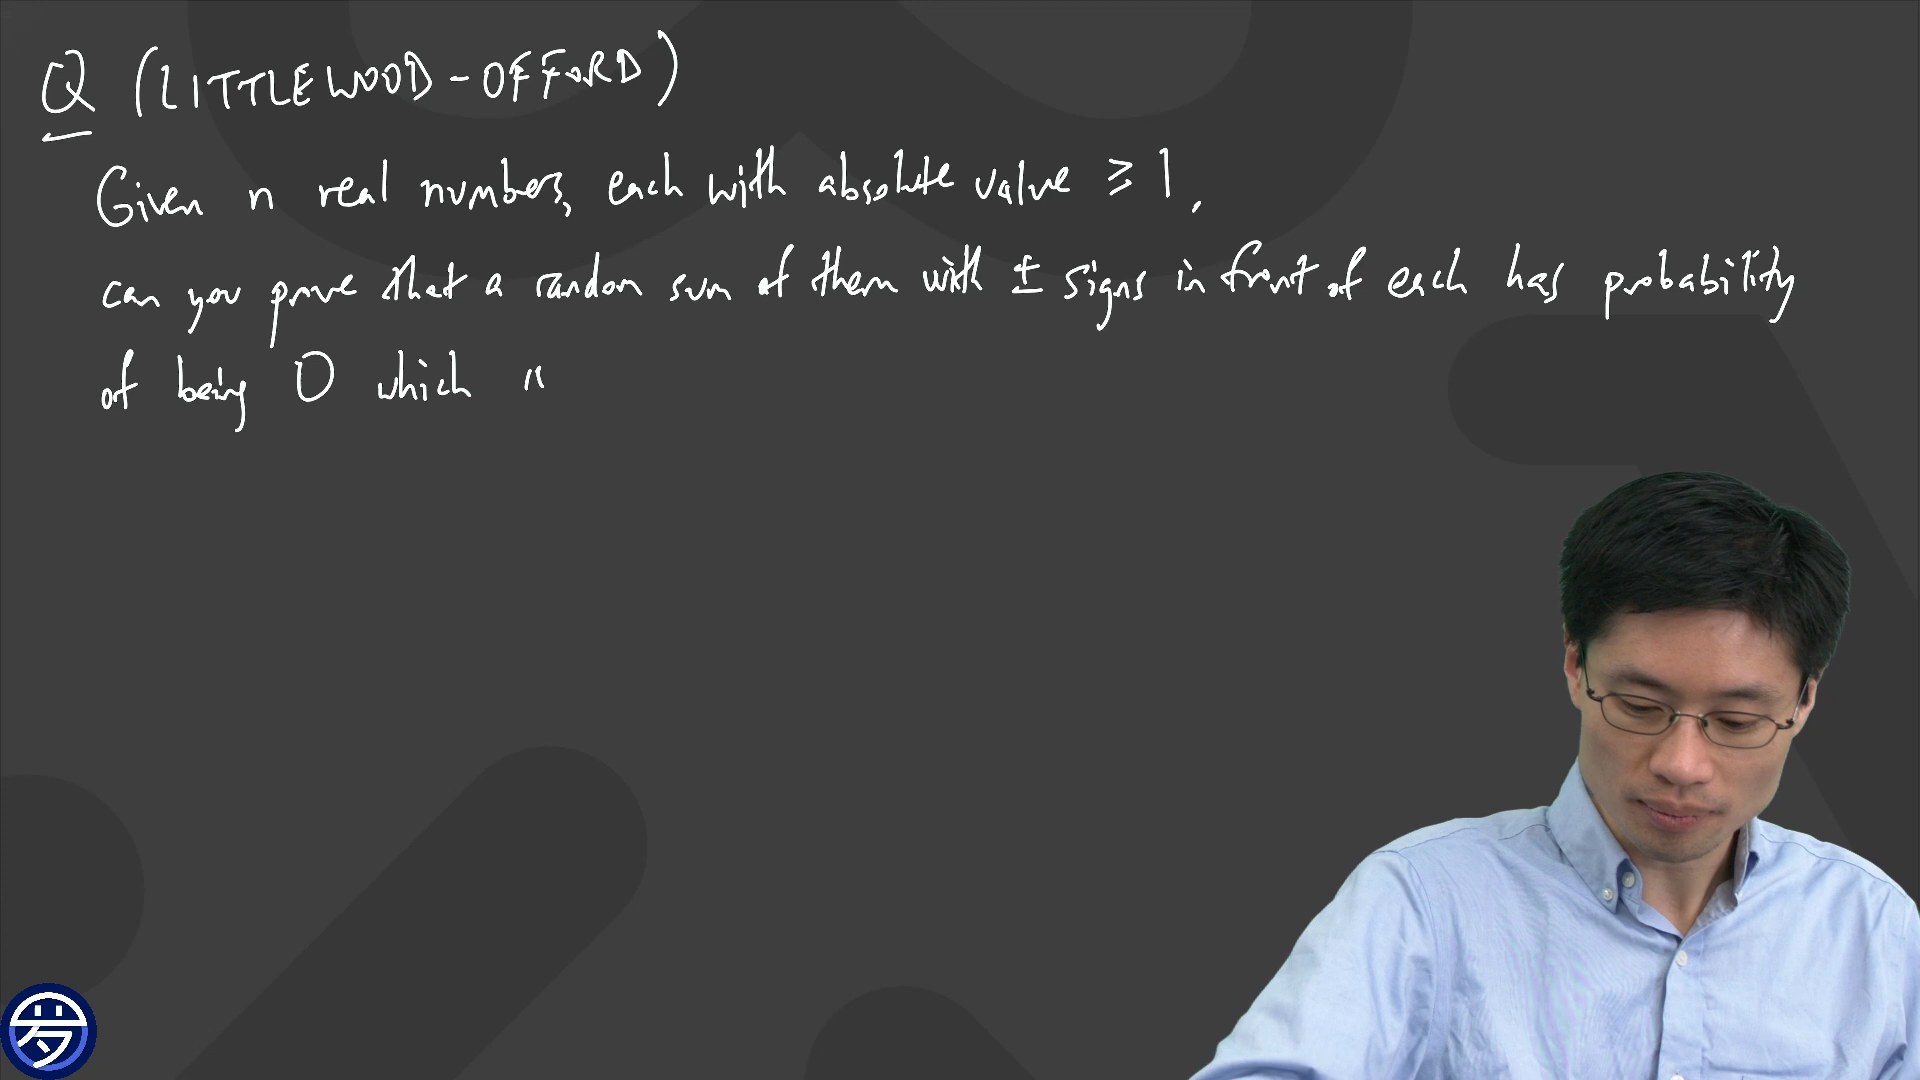 Q (LITTLEWOOD-OFFORD)
Given n real numbers, each with absolute value ≥ 1,
can you prove that a random sum of them with ± signs in front of each has probability
of being 0 which